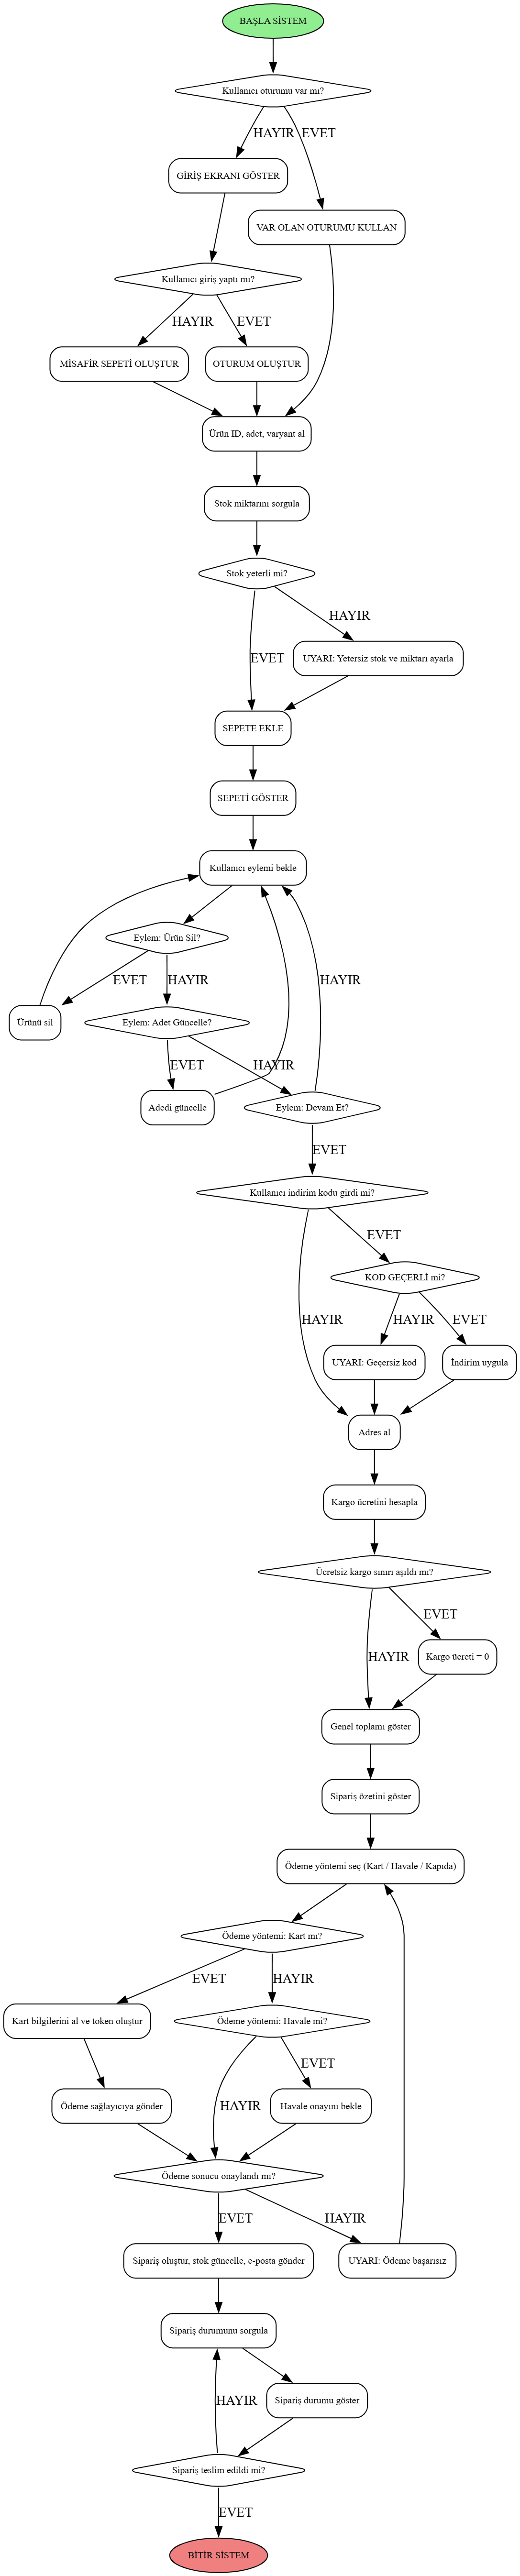 BAŞLA SİSTEM
Kullanıcı oturumu var mı?
HAYIR
EVET
GİRİŞ EKRANI GÖSTER
VAR OLAN OTURUMU KULLAN
Kullanıcı giriş yaptı mı?
HAYIR
EVET
MİSAFİR SEPETİ OLUŞTUR
OTURUM OLUŞTUR
Ürün ID, adet, varyant al
Stok miktarını sorgula
Stok yeterli mi?
HAYIR
EVET
UYARI: Yetersiz stok ve miktarı ayarla
SEPETE EKLE
SEPETİ GÖSTER
Kullanıcı eylemi bekle
Eylem: Ürün Sil?
EVET
HAYIR
HAYIR
Ürünü sil
Eylem: Adet Güncelle?
EVET
HAYIR
Adedi güncelle
Eylem: Devam Et?
EVET
Kullanıcı indirim kodu girdi mi?
EVET
KOD GEÇERLİ mi?
HAYIR
HAYIR
EVET
UYARI: Geçersiz kod
İndirim uygula
Adres al
Kargo ücretini hesapla
Ücretsiz kargo sınırı aşıldı mı?
EVET
HAYIR
Kargo ücreti = 0
Genel toplamı göster
Sipariş özetini göster
Ödeme yöntemi seç (Kart / Havale / Kapıda)
Ödeme yöntemi: Kart mı?
EVET
HAYIR
Kart bilgilerini al ve token oluştur
Ödeme yöntemi: Havale mi?
HAYIR
EVET
Ödeme sağlayıcıya gönder
Havale onayını bekle
Ödeme sonucu onaylandı mı?
EVET
HAYIR
Sipariş oluştur, stok güncelle, e-posta gönder
UYARI: Ödeme başarısız
Sipariş durumunu sorgula
HAYIR
Sipariş durumu göster
Sipariş teslim edildi mi?
EVET
BİTİR SİSTEM